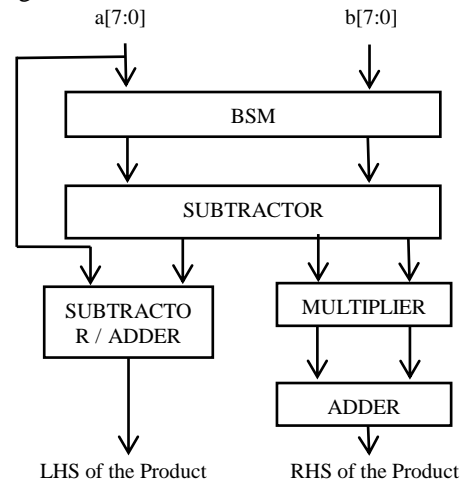 a[7:0] b[7:0]
BSM
SUBTRACTOR
SUBTRACTO
R / ADDER
MULTIPLIER
ADDER
LHS of the Product RHS of the Product